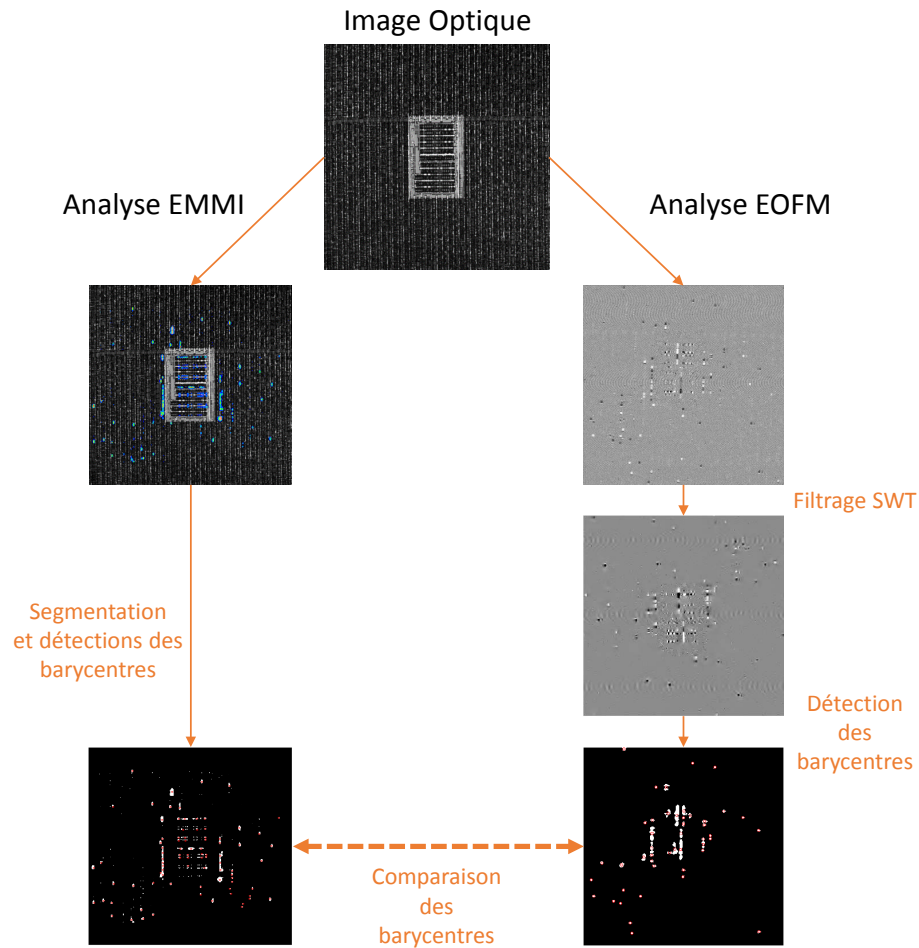 Image Optique
Analyse EMMI
Analyse EOFM
Filtrage SWT
Segmentation
et détections des
barycentres
Détection
des
barycentres
Comparaison
des
barycentres